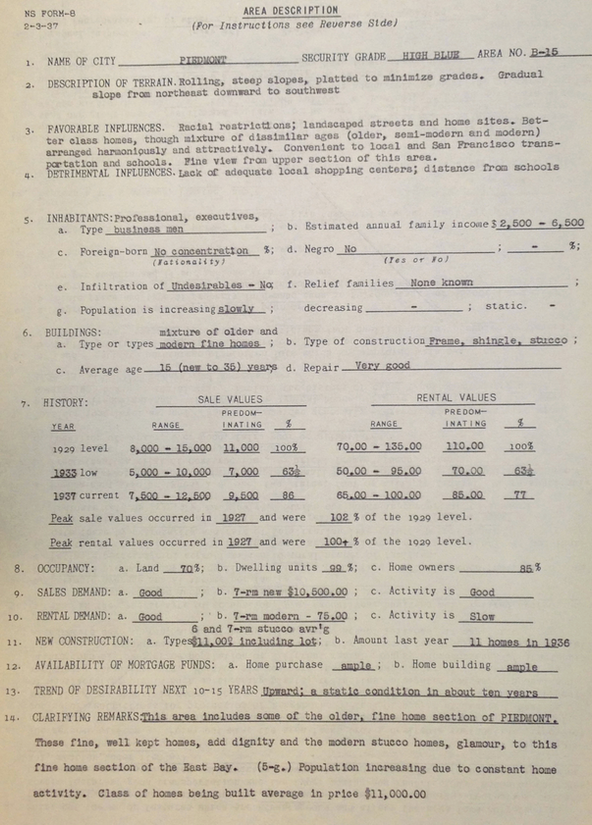 NS FORM-8
2-3-37
AREA DESCRIPTION
(For Instructions see Reverse Side)
1. NAME OF CITY PIEDMONT SECURITY GRADE HIGH BLUE AREA NO. B-15
2. DESCRIPTION OF TERRAIN. Rolling, steep slopes, platted to minimize grades. Gradual
slope from northeast downward to southwest
3. FAVORABLE INFLUENCES. Racial restrictions; landscaped streets and home sites. Bet-
ter class homes, though mixture of dissimilar ages (older, semi-modern and modern)
arranged harmoniously and attractively. Convenient to local and San Francisco trans-
portation and schools. Fine view from upper section of this area.
4. DETRIMENTAL INFLUENCES. Lack of adequate local shopping centers; distance from schools
5. INHABITANTS: Professional, executives,
a. Type business men ; b. Estimated annual family income $ 2,500 - 6,500
c. Foreign-born No concentration %; d. Negro No ; - %;
(Nationality) (Yes or No)
e. Infiltration of Undesirables - No; f. Relief families None known ;
g. Population is increasing slowly ; decreasing - ; static. -
6. BUILDINGS: mixture of older and
a. Type or types modern fine homes ; b. Type of construction Frame, shingle, stucco ;
c. Average age 15 (new to 35) years d. Repair Very good
7. HISTORY: SALE VALUES RENTAL VALUES
PREDOM- PREDOM-
YEAR RANGE INATING % RANGE INATING %
1929 level 8,000 - 15,000 11,000 100% 70.00 - 135.00 110.00 100%
1933 low 5,000 - 10,000 7,000 63½ 50.00 - 95.00 70.00 63½
1937 current 7,500 - 12,500 9,500 86 65.00 - 100.00 85.00 77
Peak sale values occurred in 1927 and were 102 % of the 1929 level.
Peak rental values occurred in 1927 and were 100+ % of the 1929 level.
8. OCCUPANCY: a. Land 70%; b. Dwelling units 99 %; c. Home owners 85%
9. SALES DEMAND: a. Good ; b. 7-rm new $10,500.00 ; c. Activity is Good
10. RENTAL DEMAND: a. Good ; b. 7-rm modern - 75.00 ; c. Activity is Slow
6 and 7-rm stucco avr'g
11. NEW CONSTRUCTION: a. Types $11,000 including lot; b. Amount last year 11 homes in 1936
12. AVAILABILITY OF MORTGAGE FUNDS: a. Home purchase ample ; b. Home building ample
13. TREND OF DESIRABILITY NEXT 10-15 YEARS Upward; a static condition in about ten years
14. CLARIFYING REMARKS: This area includes some of the older, fine home section of PIEDMONT.
These fine, well kept homes, add dignity and the modern stucco homes, glamour, to this
fine home section of the East Bay. (5-g.) Population increasing due to constant home
activity. Class of homes being built average in price $11,000.00